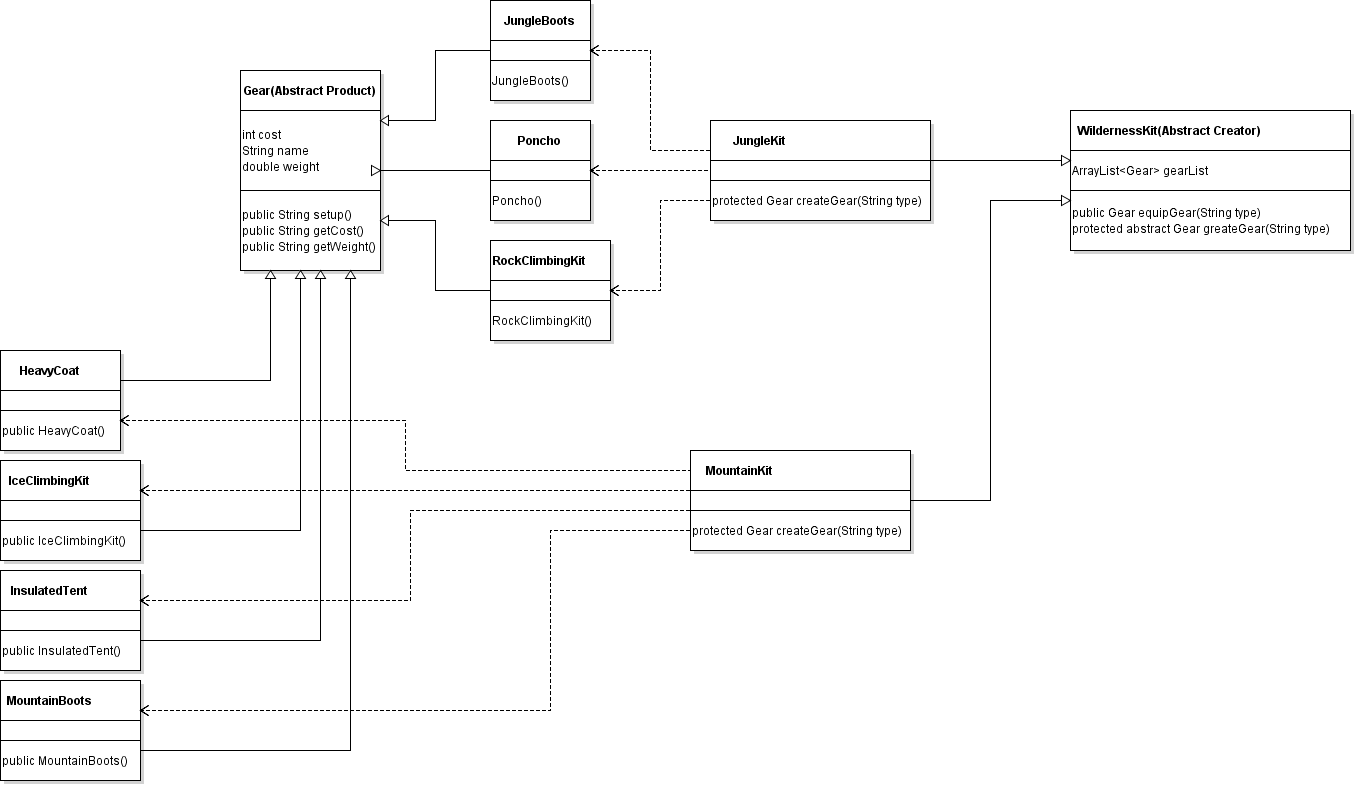 JungleBoots
JungleBoots()
Gear(Abstract Product)
int cost
String name
double weight
public String setup()
public String getCost()
public String getWeight()
Poncho
Poncho()
JungleKit
protected Gear createGear(String type)
WildernessKit(Abstract Creator)
ArrayList<Gear> gearList
public Gear equipGear(String type)
protected abstract Gear greateGear(String type)
RockClimbingKit
RockClimbingKit()
HeavyCoat
public HeavyCoat()
IceClimbingKit
public IceClimbingKit()
InsulatedTent
public InsulatedTent()
MountainBoots
public MountainBoots()
MountainKit
protected Gear createGear(String type)